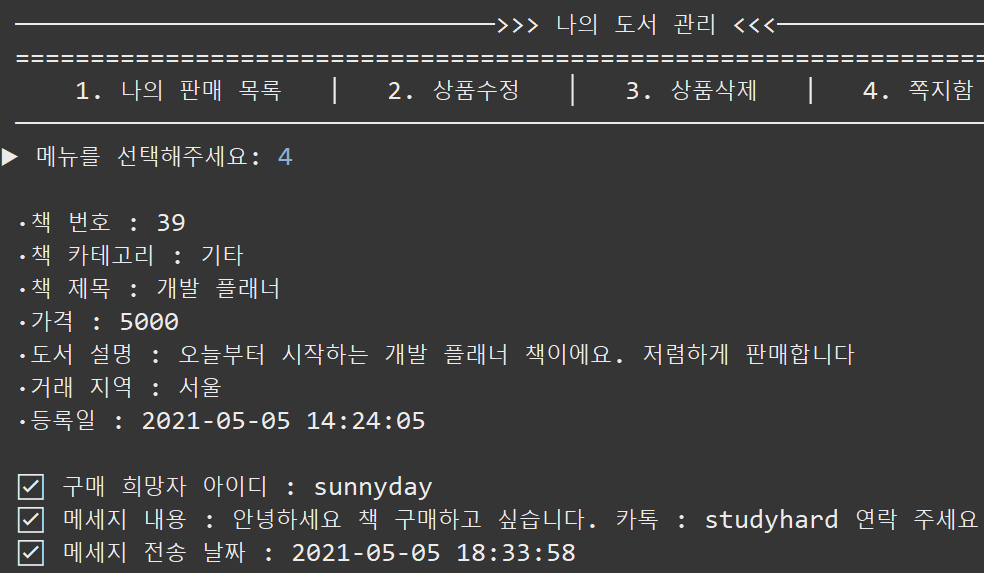 >>> 나의 도서 관리 <<<
1. 나의 판매 목록 | 2. 상품수정 | 3. 상품삭제 | 4. 쪽지함
▶ 메뉴를 선택해주세요: 4
·책 번호 : 39
·책 카테고리 : 기타
·책 제목 : 개발 플래너
·가격 : 5000
·도서 설명 : 오늘부터 시작하는 개발 플래너 책이에요. 저렴하게 판매합니다
·거래 지역 : 서울
·등록일 : 2021-05-05 14:24:05
☑ 구매 희망자 아이디 : sunnyday
☑ 메세지 내용 : 안녕하세요 책 구매하고 싶습니다. 카톡 : studyhard 연락 주세요
☑ 메세지 전송 날짜 : 2021-05-05 18:33:58